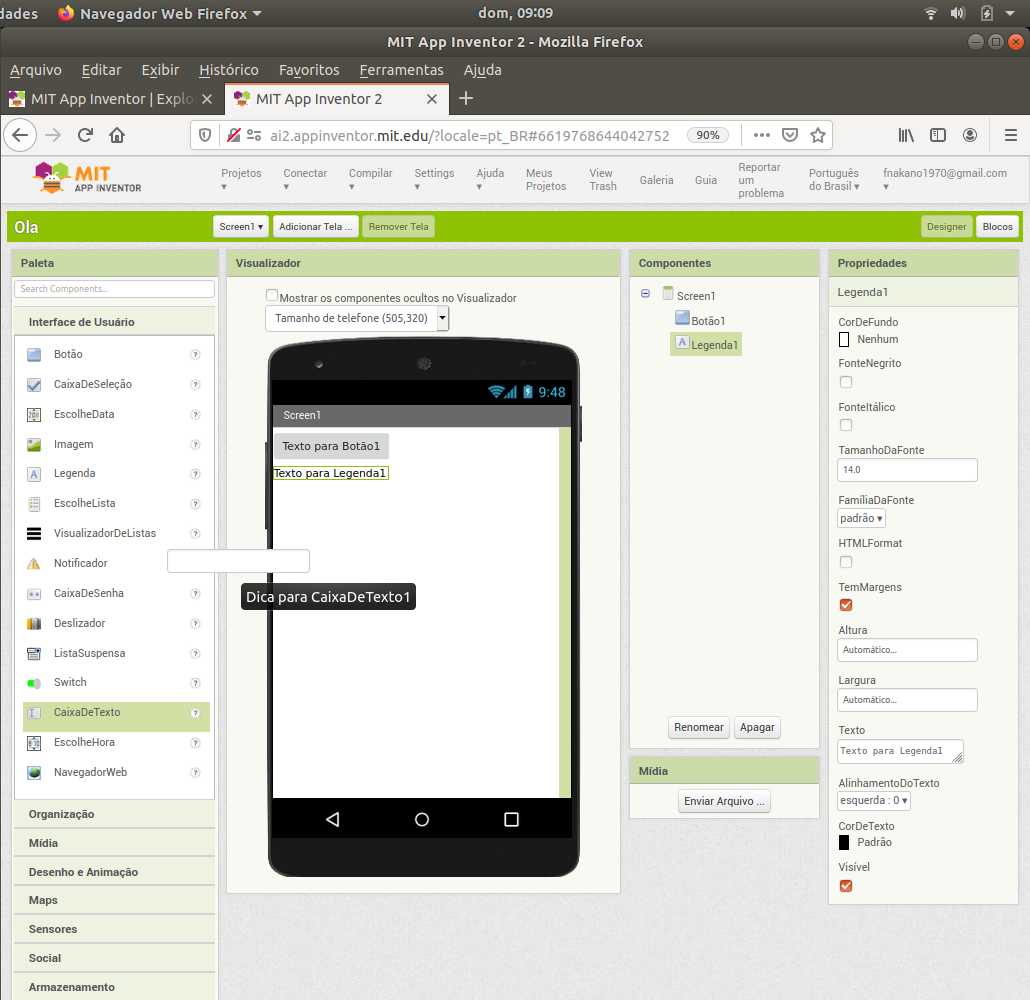 dades
Navegador Web Firefox
dom, 09:09
MIT App Inventor 2 - Mozilla Firefox
Arquivo Editar Exibir Histórico Favoritos Ferramentas Ajuda
MIT App Inventor | Explo
MIT App Inventor 2
ai2.appinventor.mit.edu/?locale=pt_BR#6619768644042752
90%
MIT
APP INVENTOR
Projetos
Conectar
Compilar
Settings
Ajuda
Meus
Projetos
View
Trash
Galeria
Guia
Reportar
um
problema
Português
do Brasil
fnakano1970@gmail.com
Ola
Screen1
Adicionar Tela ...
Remover Tela
Designer
Blocos
Paleta
Search Components...
Interface de Usuário
Botão ?
CaixaDeSeleção ?
EscolheData ?
Imagem ?
Legenda ?
EscolheLista ?
VisualizadorDeListas ?
Notificador
CaixaDeSenha ?
Deslizador ?
ListaSuspensa ?
Switch ?
CaixaDeTexto ?
EscolheHora ?
NavegadorWeb ?
Organização
Mídia
Desenho e Animação
Maps
Sensores
Social
Armazenamento
Visualizador
Mostrar os componentes ocultos no Visualizador
Tamanho de telefone (505,320)
9:48
Screen1
Texto para Botão1
Texto para Legenda1
Dica para CaixaDeTexto1
Componentes
Screen1
Botão1
A Legenda1
Renomear
Apagar
Mídia
Enviar Arquivo ...
Propriedades
Legenda1
CorDeFundo
Nenhum
FonteNegrito
FonteItálico
TamanhoDaFonte
14.0
FamíliaDaFonte
padrão
HTMLFormat
TemMargens
Altura
Automático...
Largura
Automático...
Texto
Texto para Legenda1
AlinhamentoDoTexto
esquerda : 0
CorDeTexto
Padrão
Visível